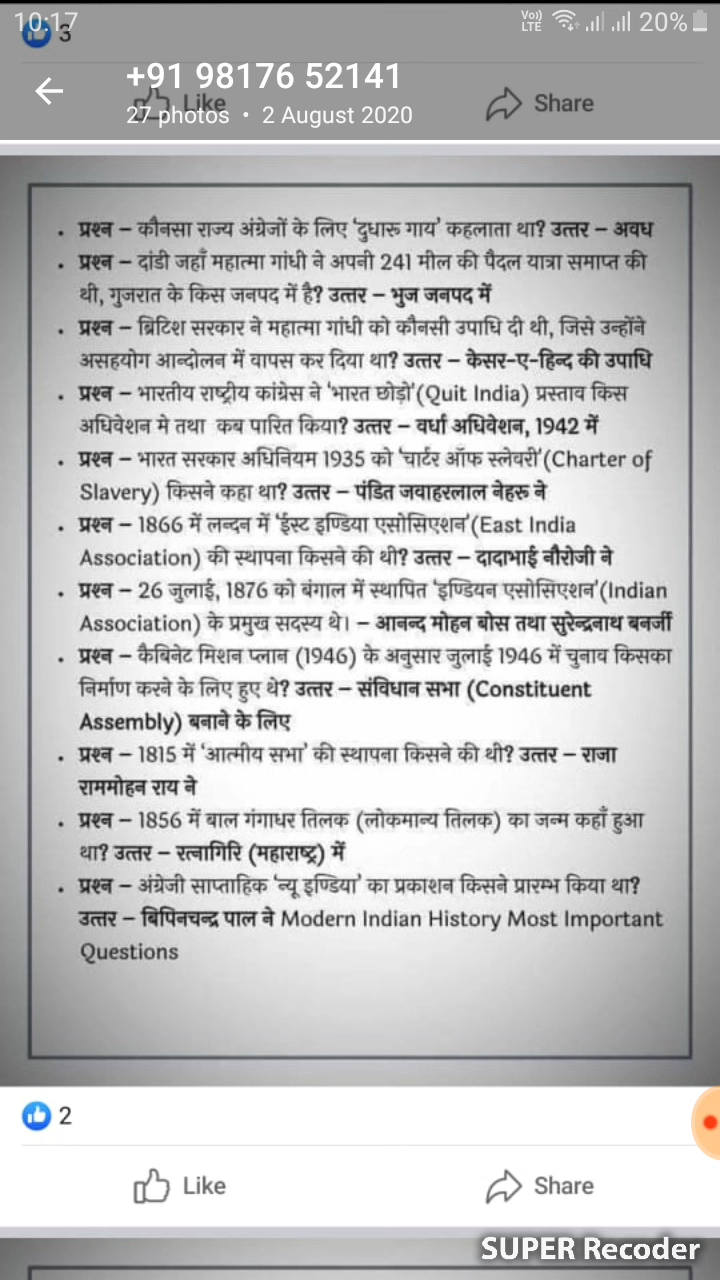 10:17
Vo))
LTE
20%
3
+91 98176 52141
Like
Share
27 photos • 2 August 2020
• प्रश्न – कौनसा राज्य अंग्रेजों के लिए 'दुधारू गाय' कहलाता था? उत्तर – अवध
• प्रश्न – दांडी जहाँ महात्मा गांधी ने अपनी 241 मील की पैदल यात्रा समाप्त की
थी, गुजरात के किस जनपद में है? उत्तर – भुज जनपद में
• प्रश्न – ब्रिटिश सरकार ने महात्मा गांधी को कौनसी उपाधि दी थी, जिसे उन्होंने
असहयोग आन्दोलन में वापस कर दिया था? उत्तर – केसर-ए-हिन्द की उपाधि
• प्रश्न – भारतीय राष्ट्रीय कांग्रेस ने 'भारत छोड़ो'(Quit India) प्रस्ताव किस
अधिवेशन मे तथा कब पारित किया? उत्तर – वर्धा अधिवेशन, 1942 में
• प्रश्न – भारत सरकार अधिनियम 1935 को 'चार्टर ऑफ स्लेवरी'(Charter of
Slavery) किसने कहा था? उत्तर – पंडित जवाहरलाल नेहरू ने
• प्रश्न – 1866 में लन्दन में 'ईस्ट इण्डिया एसोसिएशन'(East India
Association) की स्थापना किसने की थी? उत्तर – दादाभाई नौरोजी ने
• प्रश्न – 26 जुलाई, 1876 को बंगाल में स्थापित 'इण्डियन एसोसिएशन'(Indian
Association) के प्रमुख सदस्य थे। – आनन्द मोहन बोस तथा सुरेन्द्रनाथ बनर्जी
• प्रश्न – कैबिनेट मिशन प्लान (1946) के अनुसार जुलाई 1946 में चुनाव किसका
निर्माण करने के लिए हुए थे? उत्तर – संविधान सभा (Constituent
Assembly) बनाने के लिए
• प्रश्न – 1815 में 'आत्मीय सभा' की स्थापना किसने की थी? उत्तर – राजा
राममोहन राय ने
• प्रश्न – 1856 में बाल गंगाधर तिलक (लोकमान्य तिलक) का जन्म कहाँ हुआ
था? उत्तर – रत्नागिरि (महाराष्ट्र) में
• प्रश्न – अंग्रेजी साप्ताहिक 'न्यू इण्डिया' का प्रकाशन किसने प्रारम्भ किया था?
उत्तर – बिपिनचन्द्र पाल ने Modern Indian History Most Important
Questions
2
Like
Share
SUPER Recoder